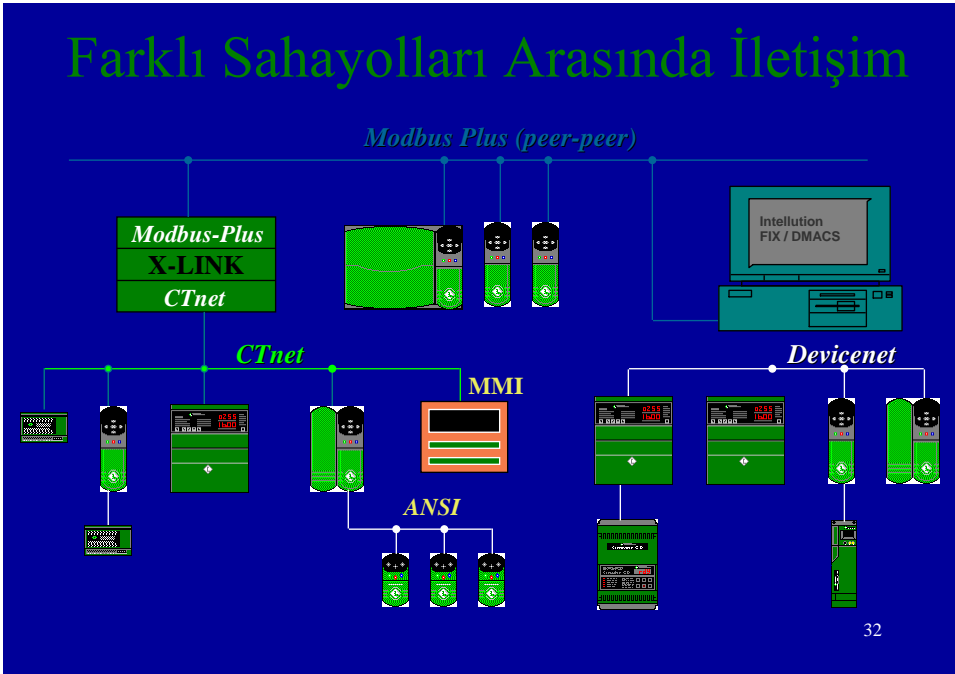 Farklı Sahayolları Arasında İletişim
Modbus Plus (peer-peer)
Modbus-Plus
X-LINK
CTnet
Intellution
FIX / DMACS
CTnet
MMI
Devicenet
ANSI
32